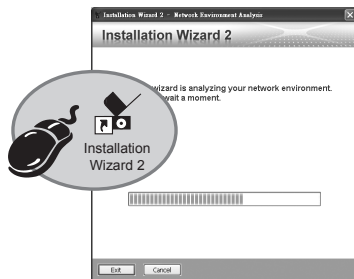 Installation Wizard 2 - Network Environment Analysis
Installation Wizard 2
wizard is analyzing your network environment.
wait a moment.
Installation
Wizard 2
Exit Cancel